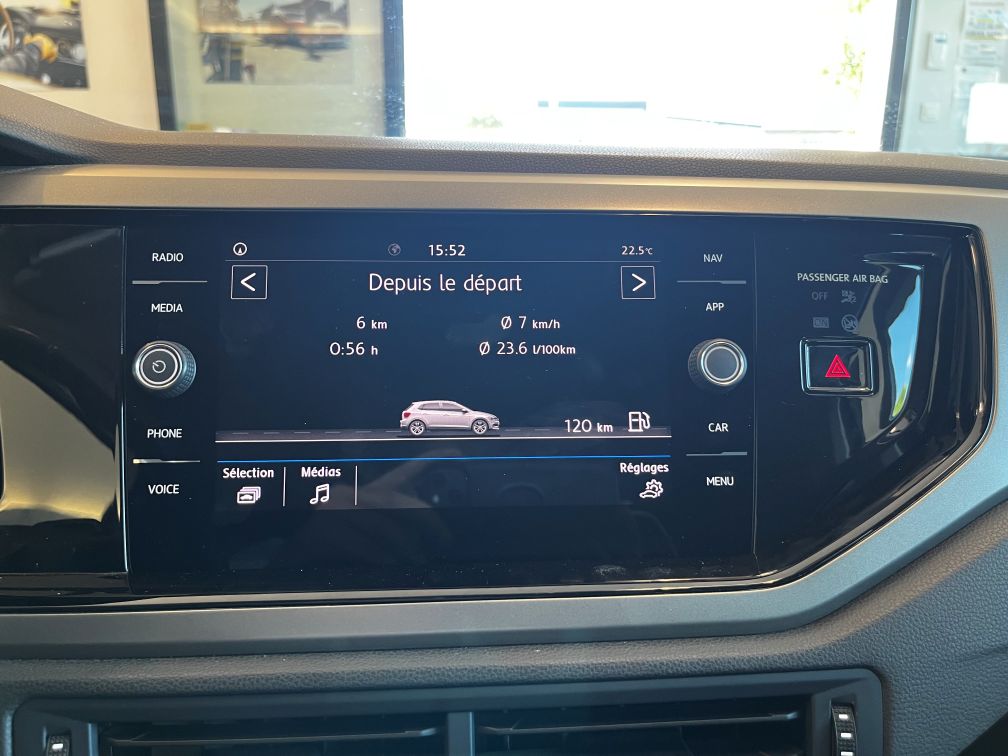 RADIO
MEDIA
PHONE
VOICE
15:52
22.5°C
<
Depuis le départ
>
6 km
Ø 7 km/h
0:56 h
Ø 23.6 l/100km
120 km
Sélection
Médias
Réglages
NAV
APP
CAR
MENU
PASSENGER AIR BAG
OFF